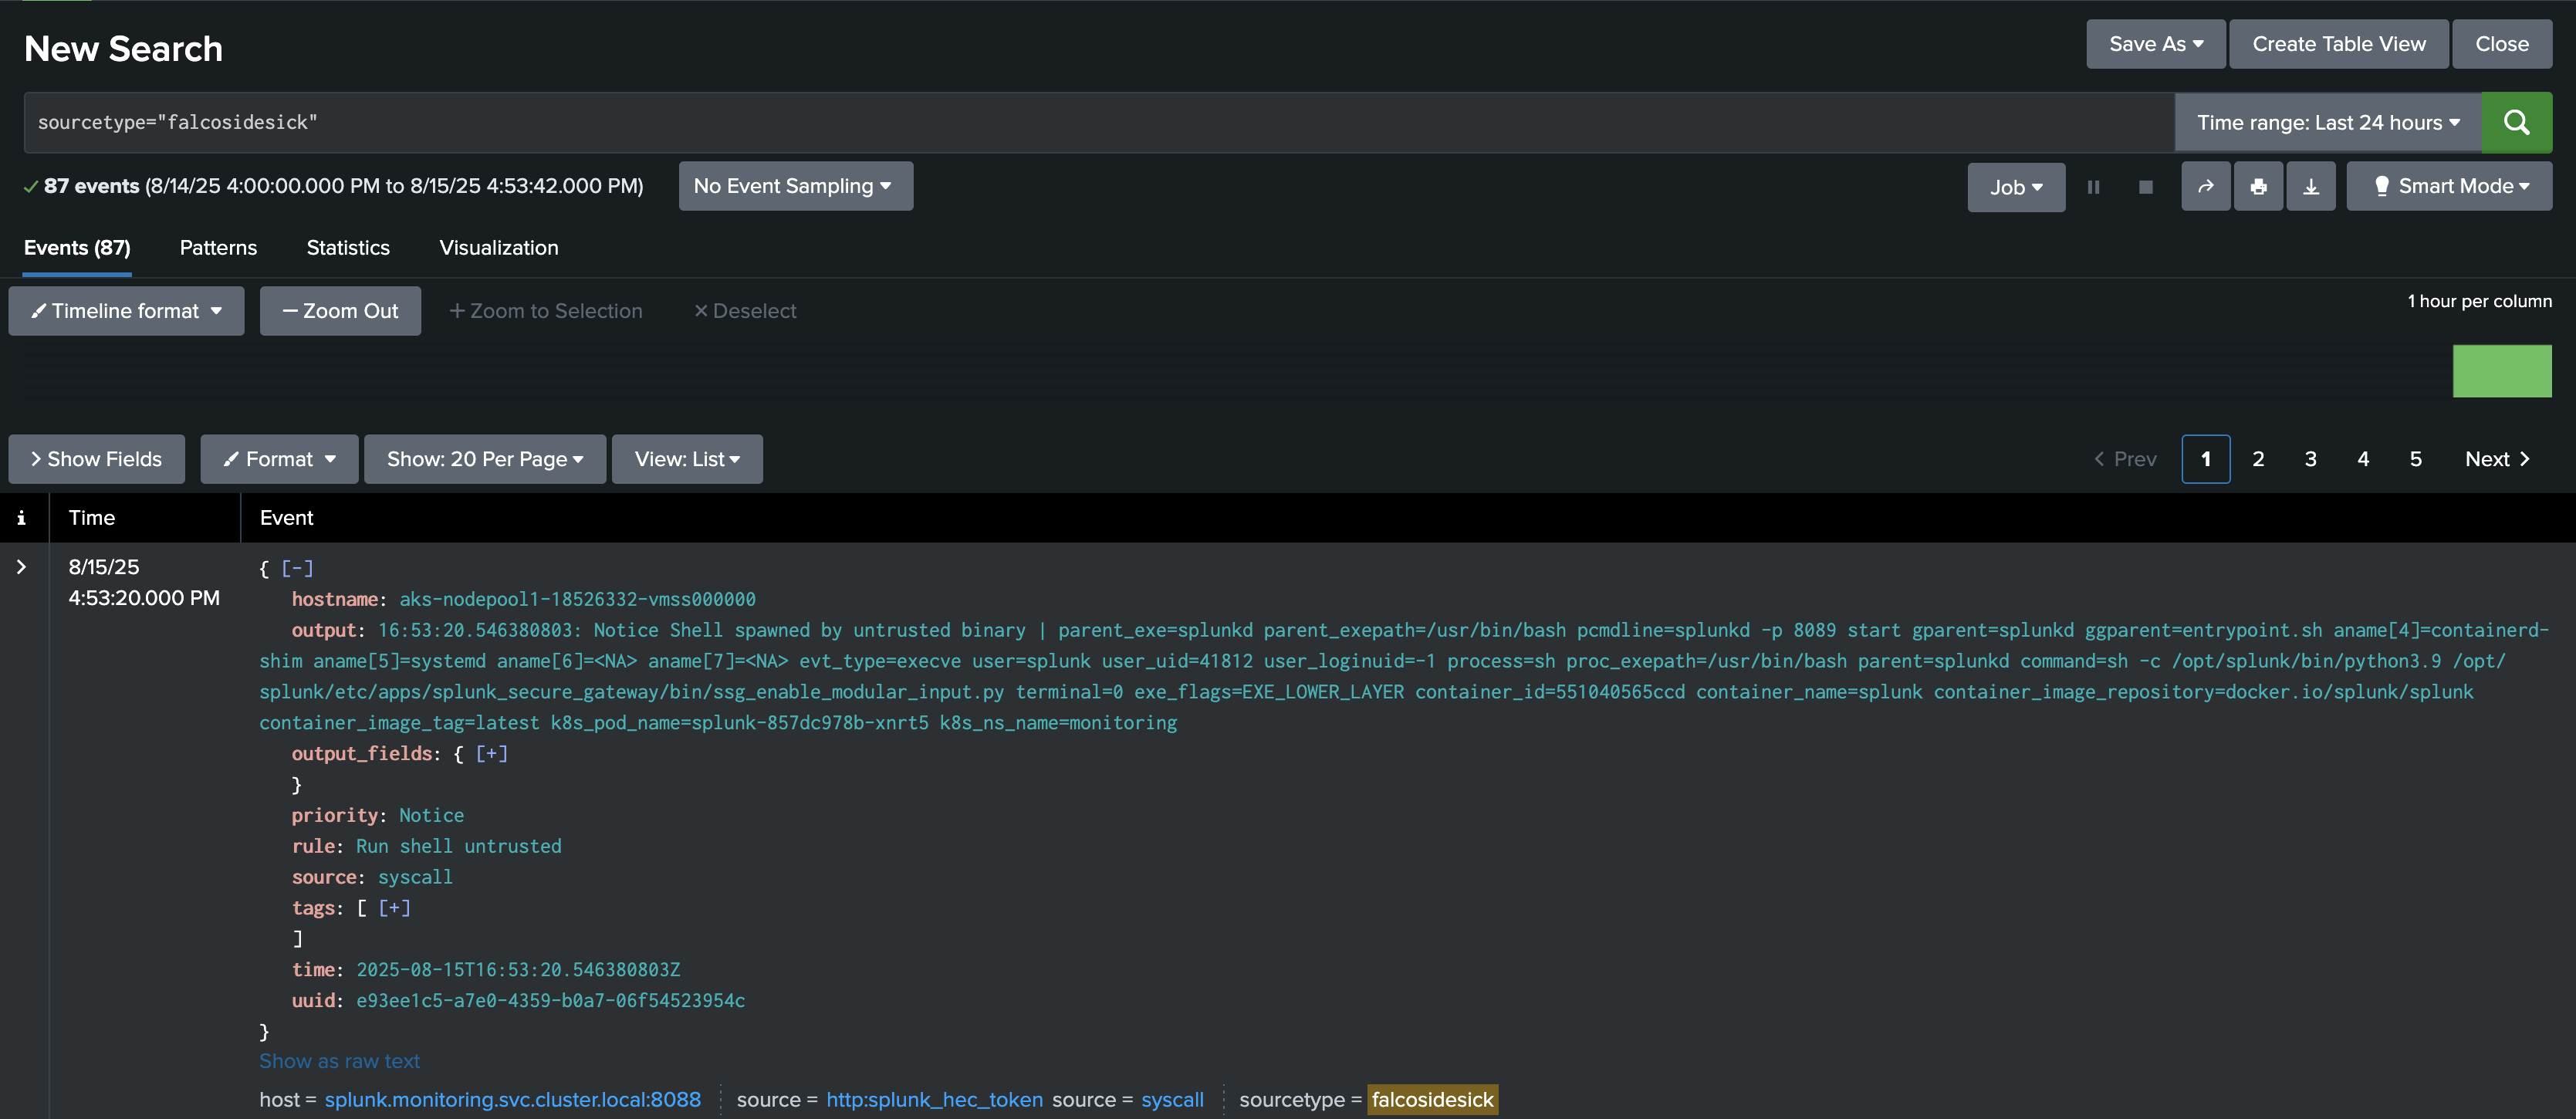 New Search
Save As
Create Table View
Close
sourcetype="falcosidesick"
Time range: Last 24 hours
87 events (8/14/25 4:00:00.000 PM to 8/15/25 4:53:42.000 PM)
No Event Sampling
Job
Smart Mode
Events (87)
Patterns
Statistics
Visualization
Timeline format
Zoom Out
+ Zoom to Selection
× Deselect
1 hour per column
> Show Fields
Format
Show: 20 Per Page
View: List
< Prev
1
2
3
4
5
Next >
i
Time
Event
8/15/25
4:53:20.000 PM
{ [-]
hostname: aks-nodepool1-18526332-vmss000000
output: 16:53:20.546380803: Notice Shell spawned by untrusted binary | parent_exe=splunkd parent_exepath=/usr/bin/bash pcmdline=splunkd -p 8089 start gparent=splunkd ggparent=entrypoint.sh aname[4]=containerd-
shim aname[5]=systemd aname[6]=<NA> aname[7]=<NA> evt_type=execve user=splunk user_uid=41812 user_loginuid=-1 process=sh proc_exepath=/usr/bin/bash parent=splunkd command=sh -c /opt/splunk/bin/python3.9 /opt/
splunk/etc/apps/splunk_secure_gateway/bin/ssg_enable_modular_input.py terminal=0 exe_flags=EXE_LOWER_LAYER container_id=551040565ccd container_name=splunk container_image_repository=docker.io/splunk/splunk
container_image_tag=latest k8s_pod_name=splunk-857dc978b-xnrt5 k8s_ns_name=monitoring
output_fields: { [+]
}
priority: Notice
rule: Run shell untrusted
source: syscall
tags: [ [+]
]
time: 2025-08-15T16:53:20.546380803Z
uuid: e93ee1c5-a7e0-4359-b0a7-06f54523954c
}
Show as raw text
host = splunk.monitoring.svc.cluster.local:8088
source = http:splunk_hec_token source = syscall
sourcetype = falcosidesick